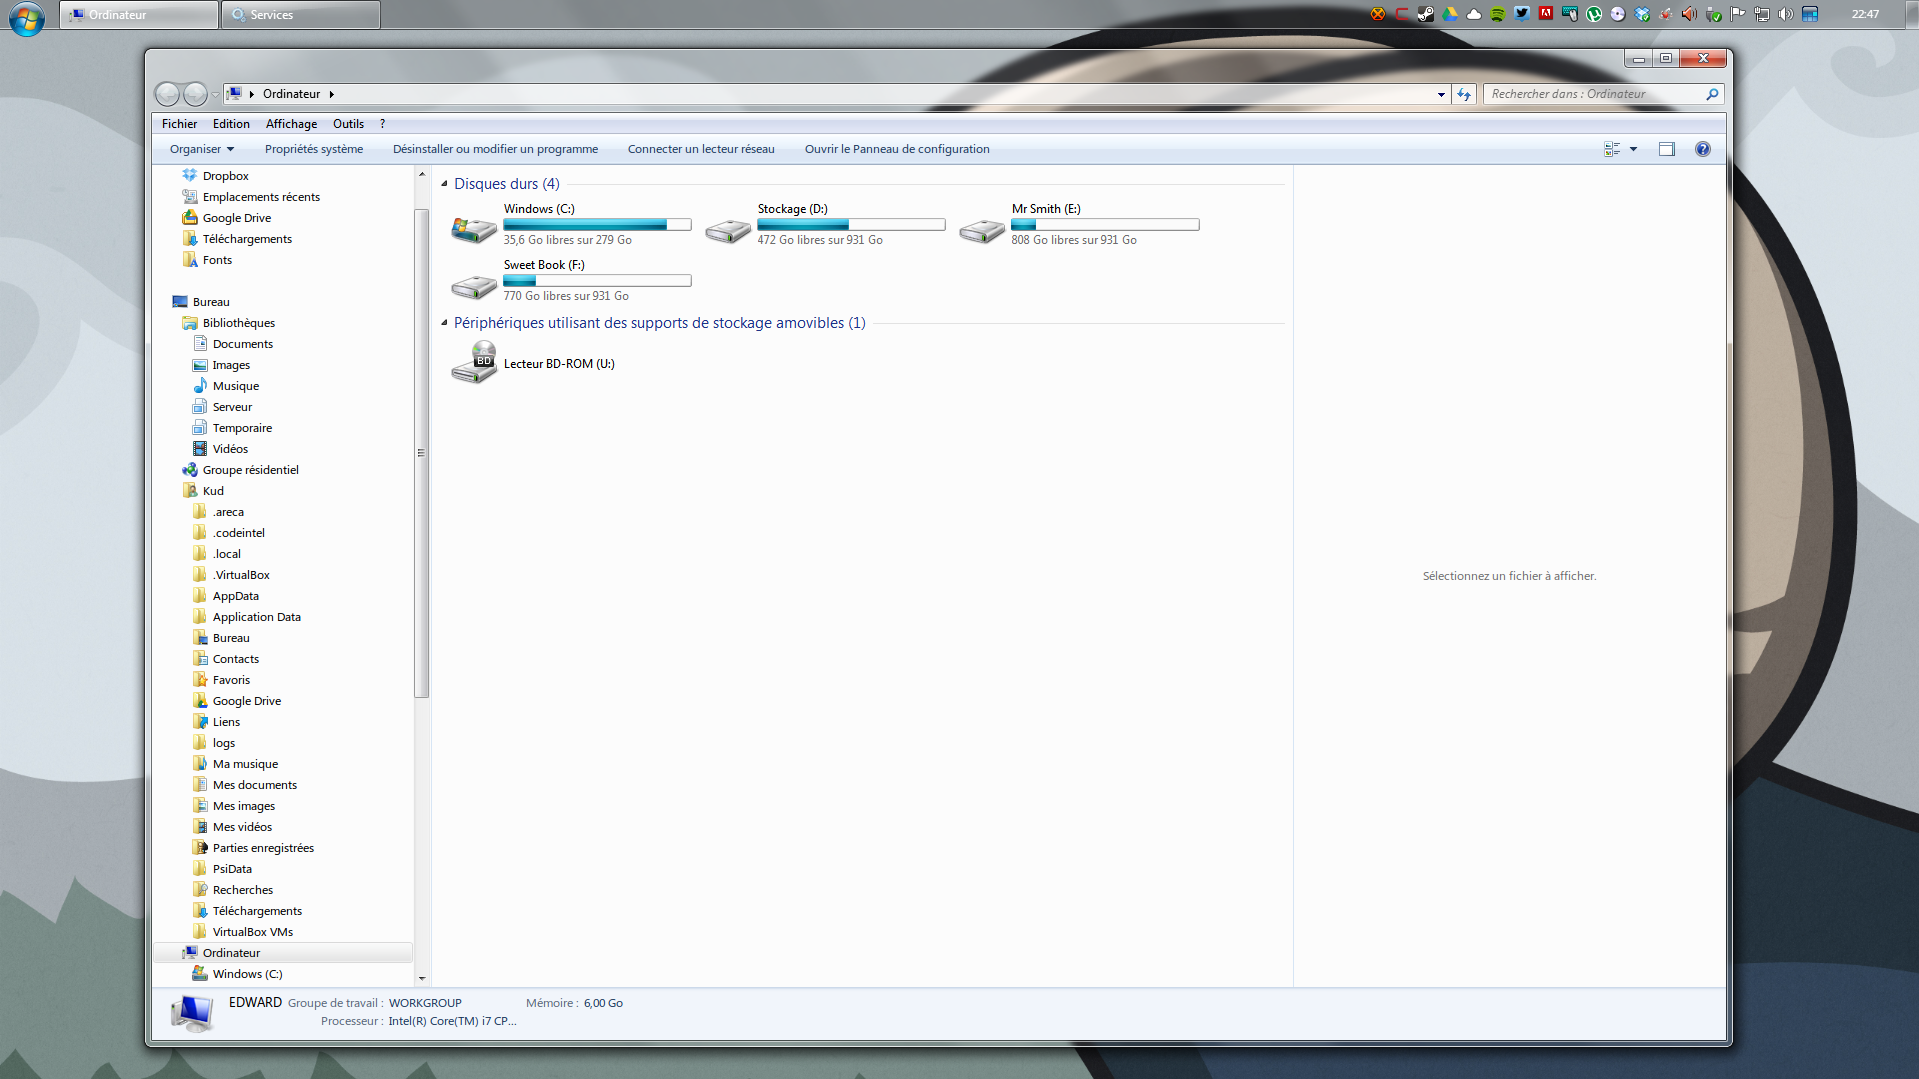 Ordinateur
Services
22:47
Ordinateur
Rechercher dans : Ordinateur
Fichier Edition Affichage Outils ?
Organiser Propriétés système Désinstaller ou modifier un programme Connecter un lecteur réseau Ouvrir le Panneau de configuration
Dropbox
Emplacements récents
Google Drive
Téléchargements
Fonts
Bureau
Bibliothèques
Documents
Images
Musique
Serveur
Temporaire
Vidéos
Groupe résidentiel
Kud
.areca
.codeintel
.local
.VirtualBox
AppData
Application Data
Bureau
Contacts
Favoris
Google Drive
Liens
logs
Ma musique
Mes documents
Mes images
Mes vidéos
Parties enregistrées
PsiData
Recherches
Téléchargements
VirtualBox VMs
Ordinateur
Windows (C:)
Disques durs (4)
Windows (C:)
35,6 Go libres sur 279 Go
Stockage (D:)
472 Go libres sur 931 Go
Mr Smith (E:)
808 Go libres sur 931 Go
Sweet Book (F:)
770 Go libres sur 931 Go
Périphériques utilisant des supports de stockage amovibles (1)
BD
Lecteur BD-ROM (U:)
Sélectionnez un fichier à afficher.
EDWARD Groupe de travail : WORKGROUP Mémoire : 6,00 Go
Processeur : Intel(R) Core(TM) i7 CP...